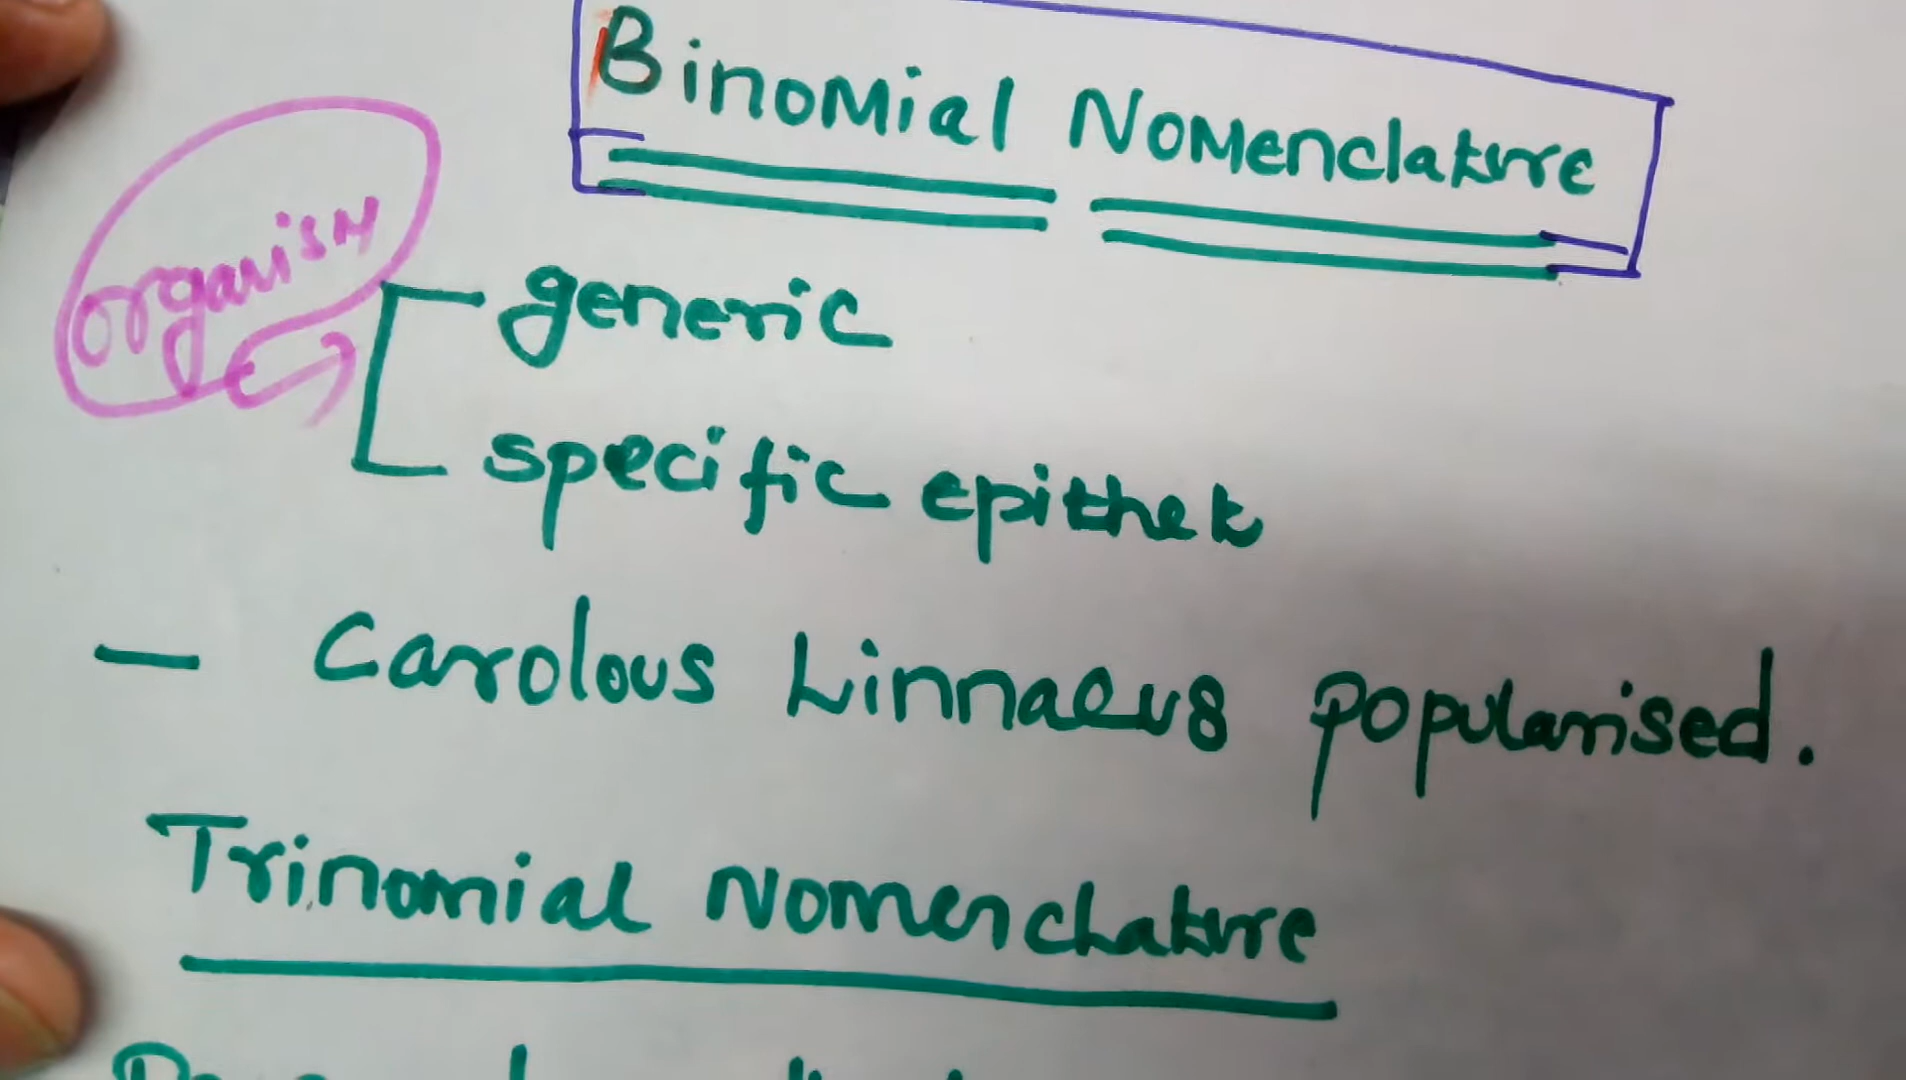 Binomial Nomenclature
organism
generic
specific epithet
— Carolous Linnaeus popularised.
Trinomial Nomenclature